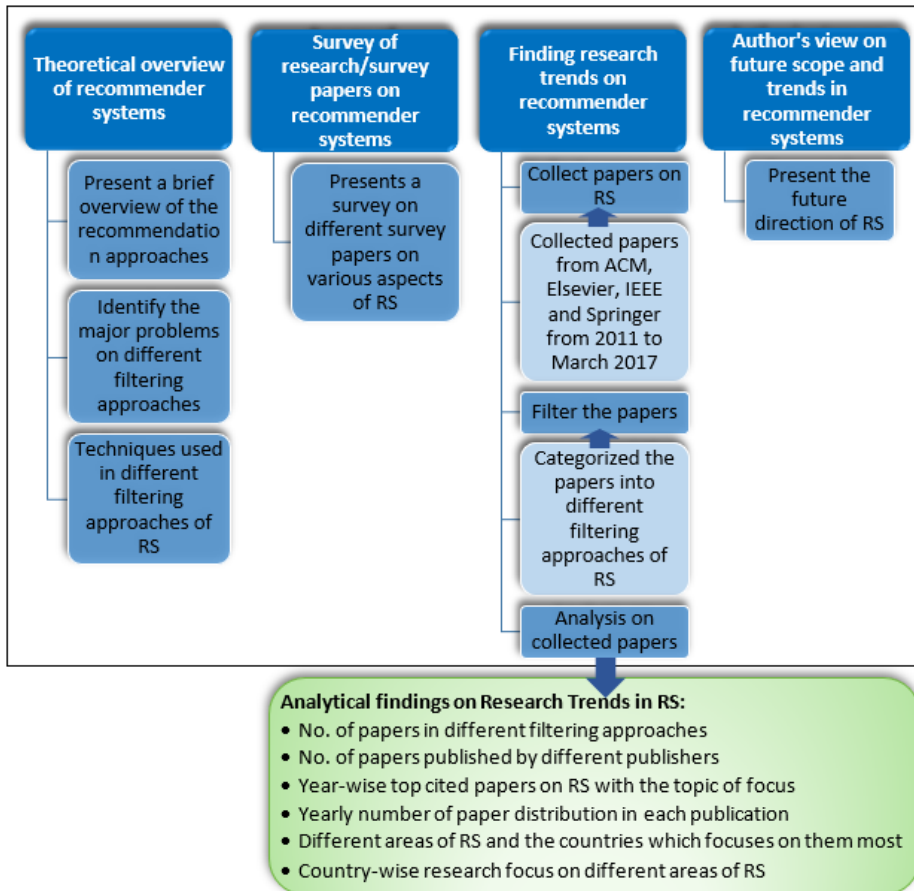 Theoretical overview
of recommender
systems
Present a brief
overview of the
recommendatio
n approaches
Identify the
major problems
on different
filtering
approaches
Techniques used
in different
filtering
approaches of
RS
Survey of
research/survey
papers on
recommender
systems
Presents a
survey on
different survey
papers on
various aspects
of RS
Finding research
trends on
recommender
systems
Collect papers on
RS
Collected papers
from ACM,
Elsevier, IEEE
and Springer
from 2011 to
March 2017
Filter the papers
Categorized the
papers into
different
filtering
approaches of
RS
Analysis on
collected papers
Author's view on
future scope and
trends in
recommender
systems
Present the
future
direction of RS
Analytical findings on Research Trends in RS:
• No. of papers in different filtering approaches
• No. of papers published by different publishers
• Year-wise top cited papers on RS with the topic of focus
• Yearly number of paper distribution in each publication
• Different areas of RS and the countries which focuses on them most
• Country-wise research focus on different areas of RS